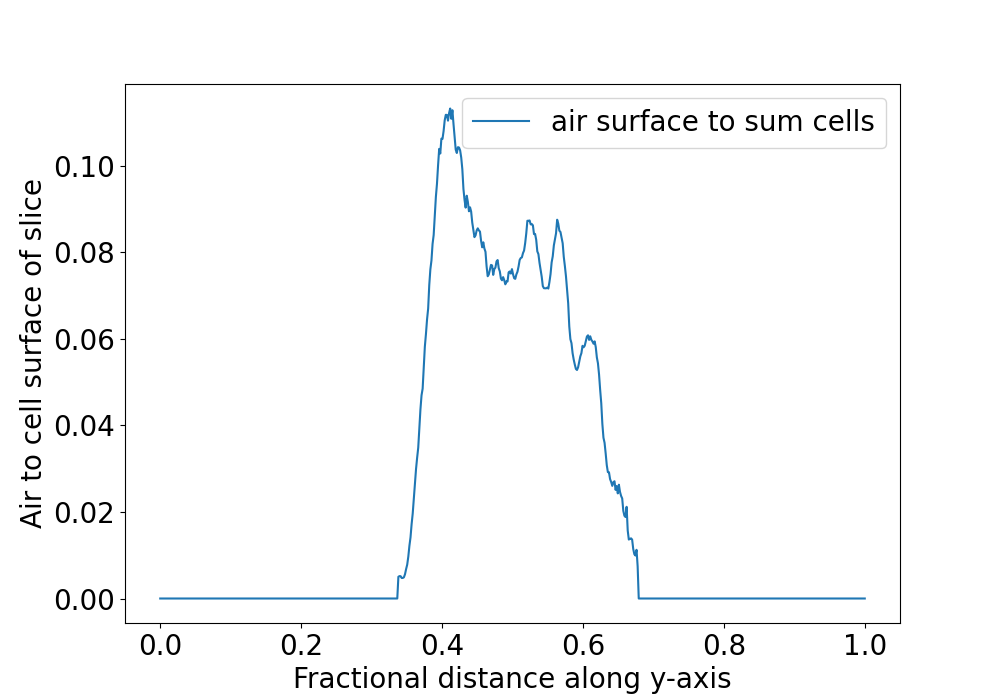 air surface to sum cells
Air to cell surface of slice
0.10
0.08
0.06
0.04
0.02
0.00
0.0 0.2 0.4 0.6 0.8 1.0
Fractional distance along y-axis